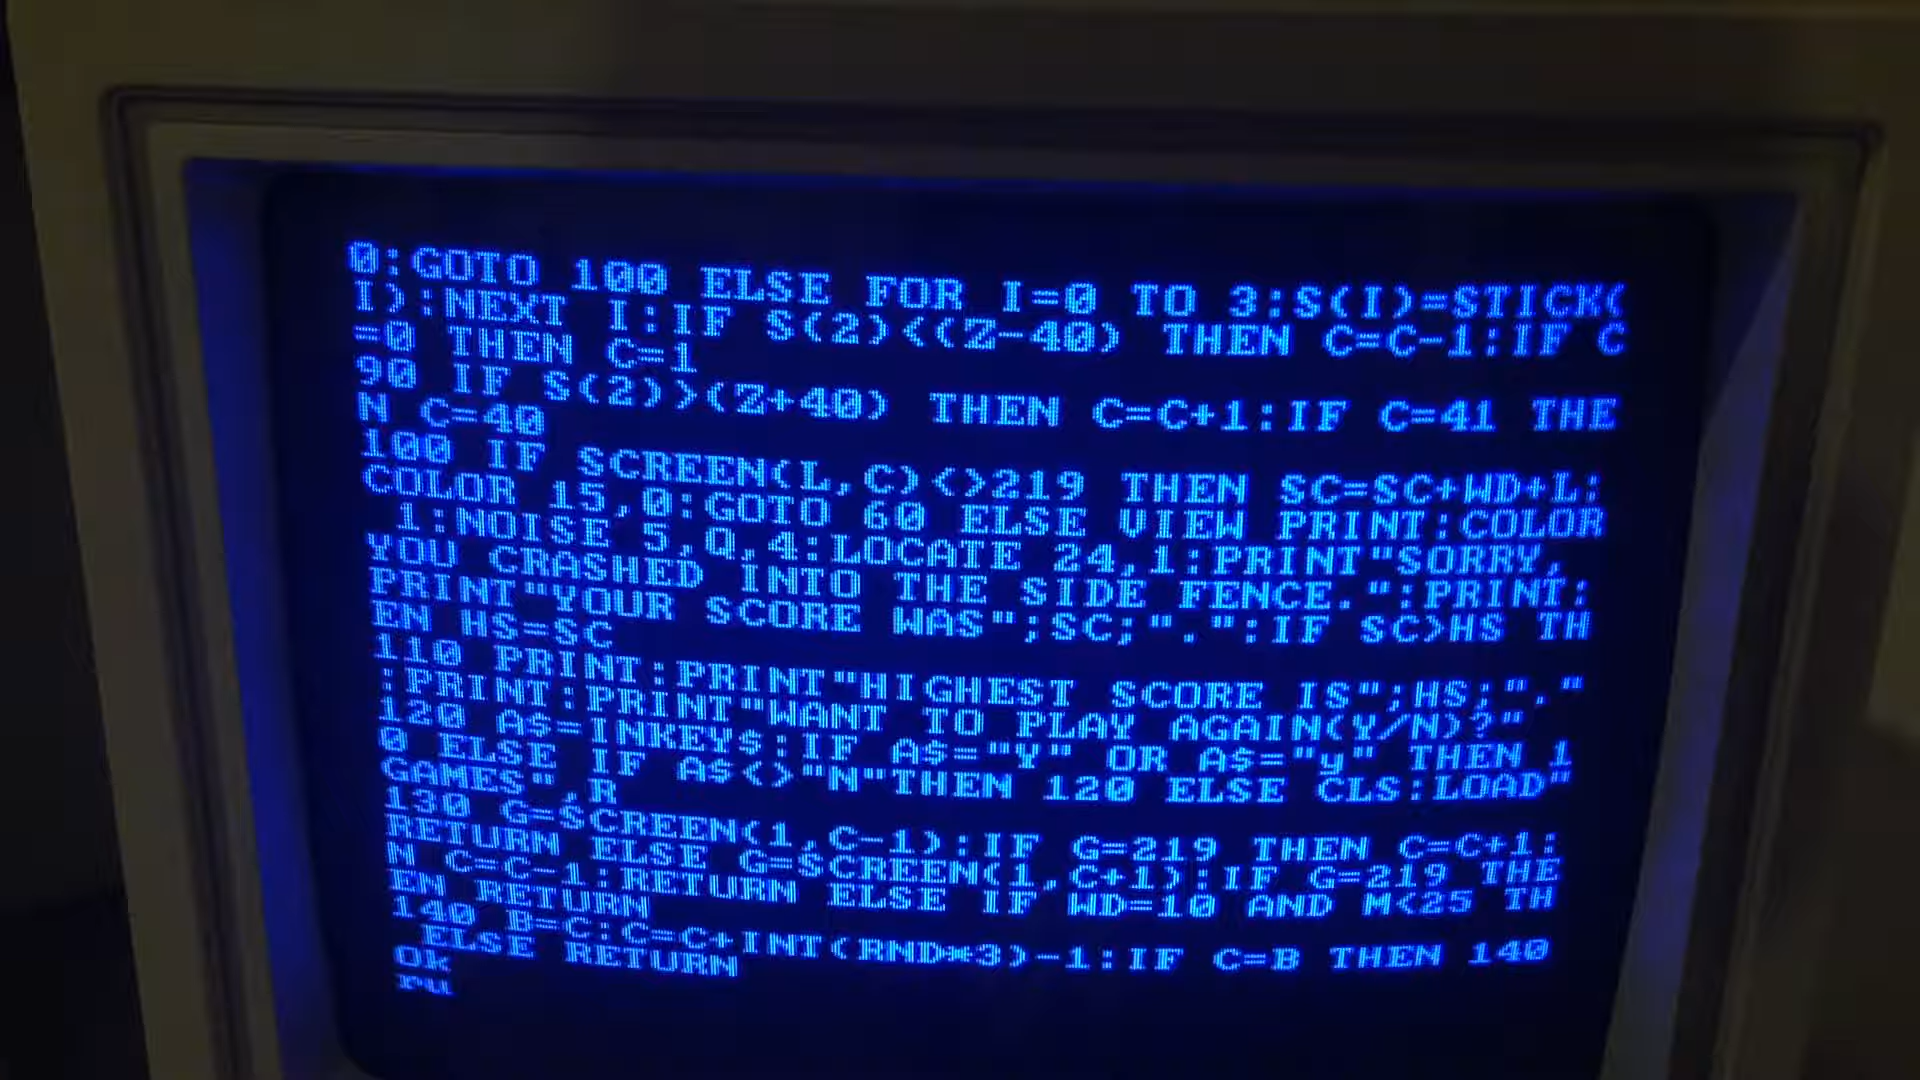 0:GOTO 100 ELSE FOR I=0 TO 3:S(I)=STICK(
I):NEXT I:IF S(2)<(Z-40) THEN C=C-1:IF C
=0 THEN C=1
90 IF S(2)>(Z+40) THEN C=C+1:IF C=41 THE
N C=40
100 IF SCREEN(L,C)<>219 THEN SC=SC+WD+L:
COLOR 15,0:GOTO 60 ELSE VIEW PRINT:COLOR
1:NOISE 5,Q,4:LOCATE 24,1:PRINT"SORRY,
YOU CRASHED INTO THE SIDE FENCE.":PRINT:
PRINT"YOUR SCORE WAS";SC;".":IF SC>HS TH
EN HS=SC
110 PRINT:PRINT"HIGHEST SCORE IS";HS;"."
:PRINT:PRINT"WANT TO PLAY AGAIN(Y/N)?"
120 A$=INKEY$:IF A$="Y" OR A$="y" THEN 1
0 ELSE IF A$<>"N"THEN 120 ELSE CLS:LOAD"
GAMES",R
130 G=SCREEN(1,C-1):IF G=219 THEN C=C+1:
RETURN ELSE G=SCREEN(1,C+1):IF G=219 THE
N C=C-1:RETURN ELSE IF WD=10 AND M<25 TH
EN RETURN
140 B=C:C=C+INT(RND*3)-1:IF C=B THEN 140
ELSE RETURN
Ok
ru